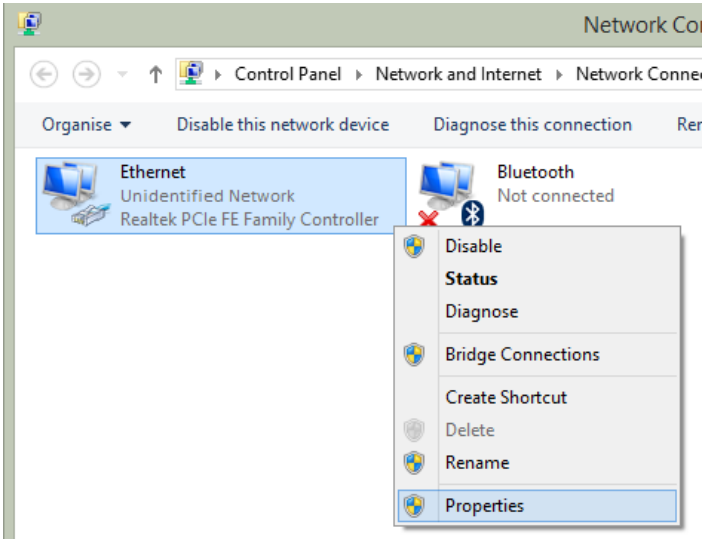 Network Co
Control Panel Network and Internet Network Conne
Organise Disable this network device Diagnose this connection Re
Ethernet
Unidentified Network
Realtek PCIe FE Family Controller
Bluetooth
Not connected
Disable
Status
Diagnose
Bridge Connections
Create Shortcut
Delete
Rename
Properties